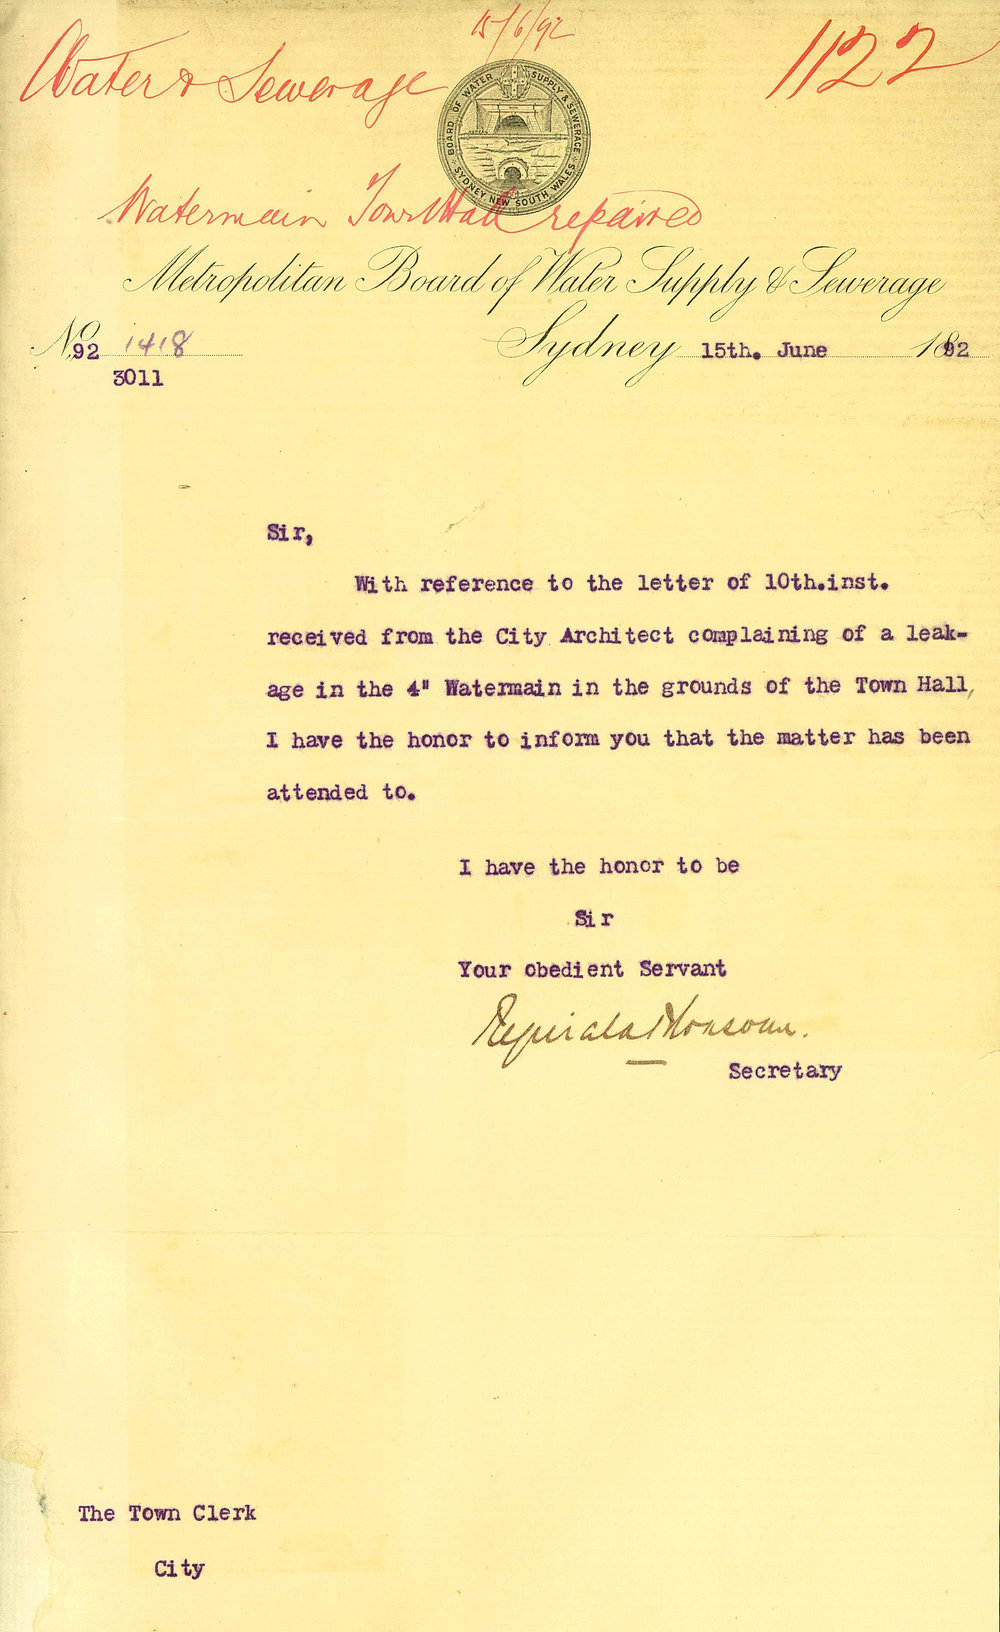 15/6/92
Water & Sewerage
1122
BOARD OF WATER SUPPLY & SEWERAGE
SYDNEY NEW SOUTH WALES
Watermain Town Hall repaired
Metropolitan Board of Water Supply & Sewerage
No. 92 1418
3011
Sydney 15th. June 1892
Sir,
With reference to the letter of 10th.inst.
received from the City Architect complaining of a leak-
age in the 4" Watermain in the grounds of the Town Hall,
I have the honor to inform you that the matter has been
attended to.
I have the honor to be
Sir
Your obedient Servant
Secretary
The Town Clerk
City